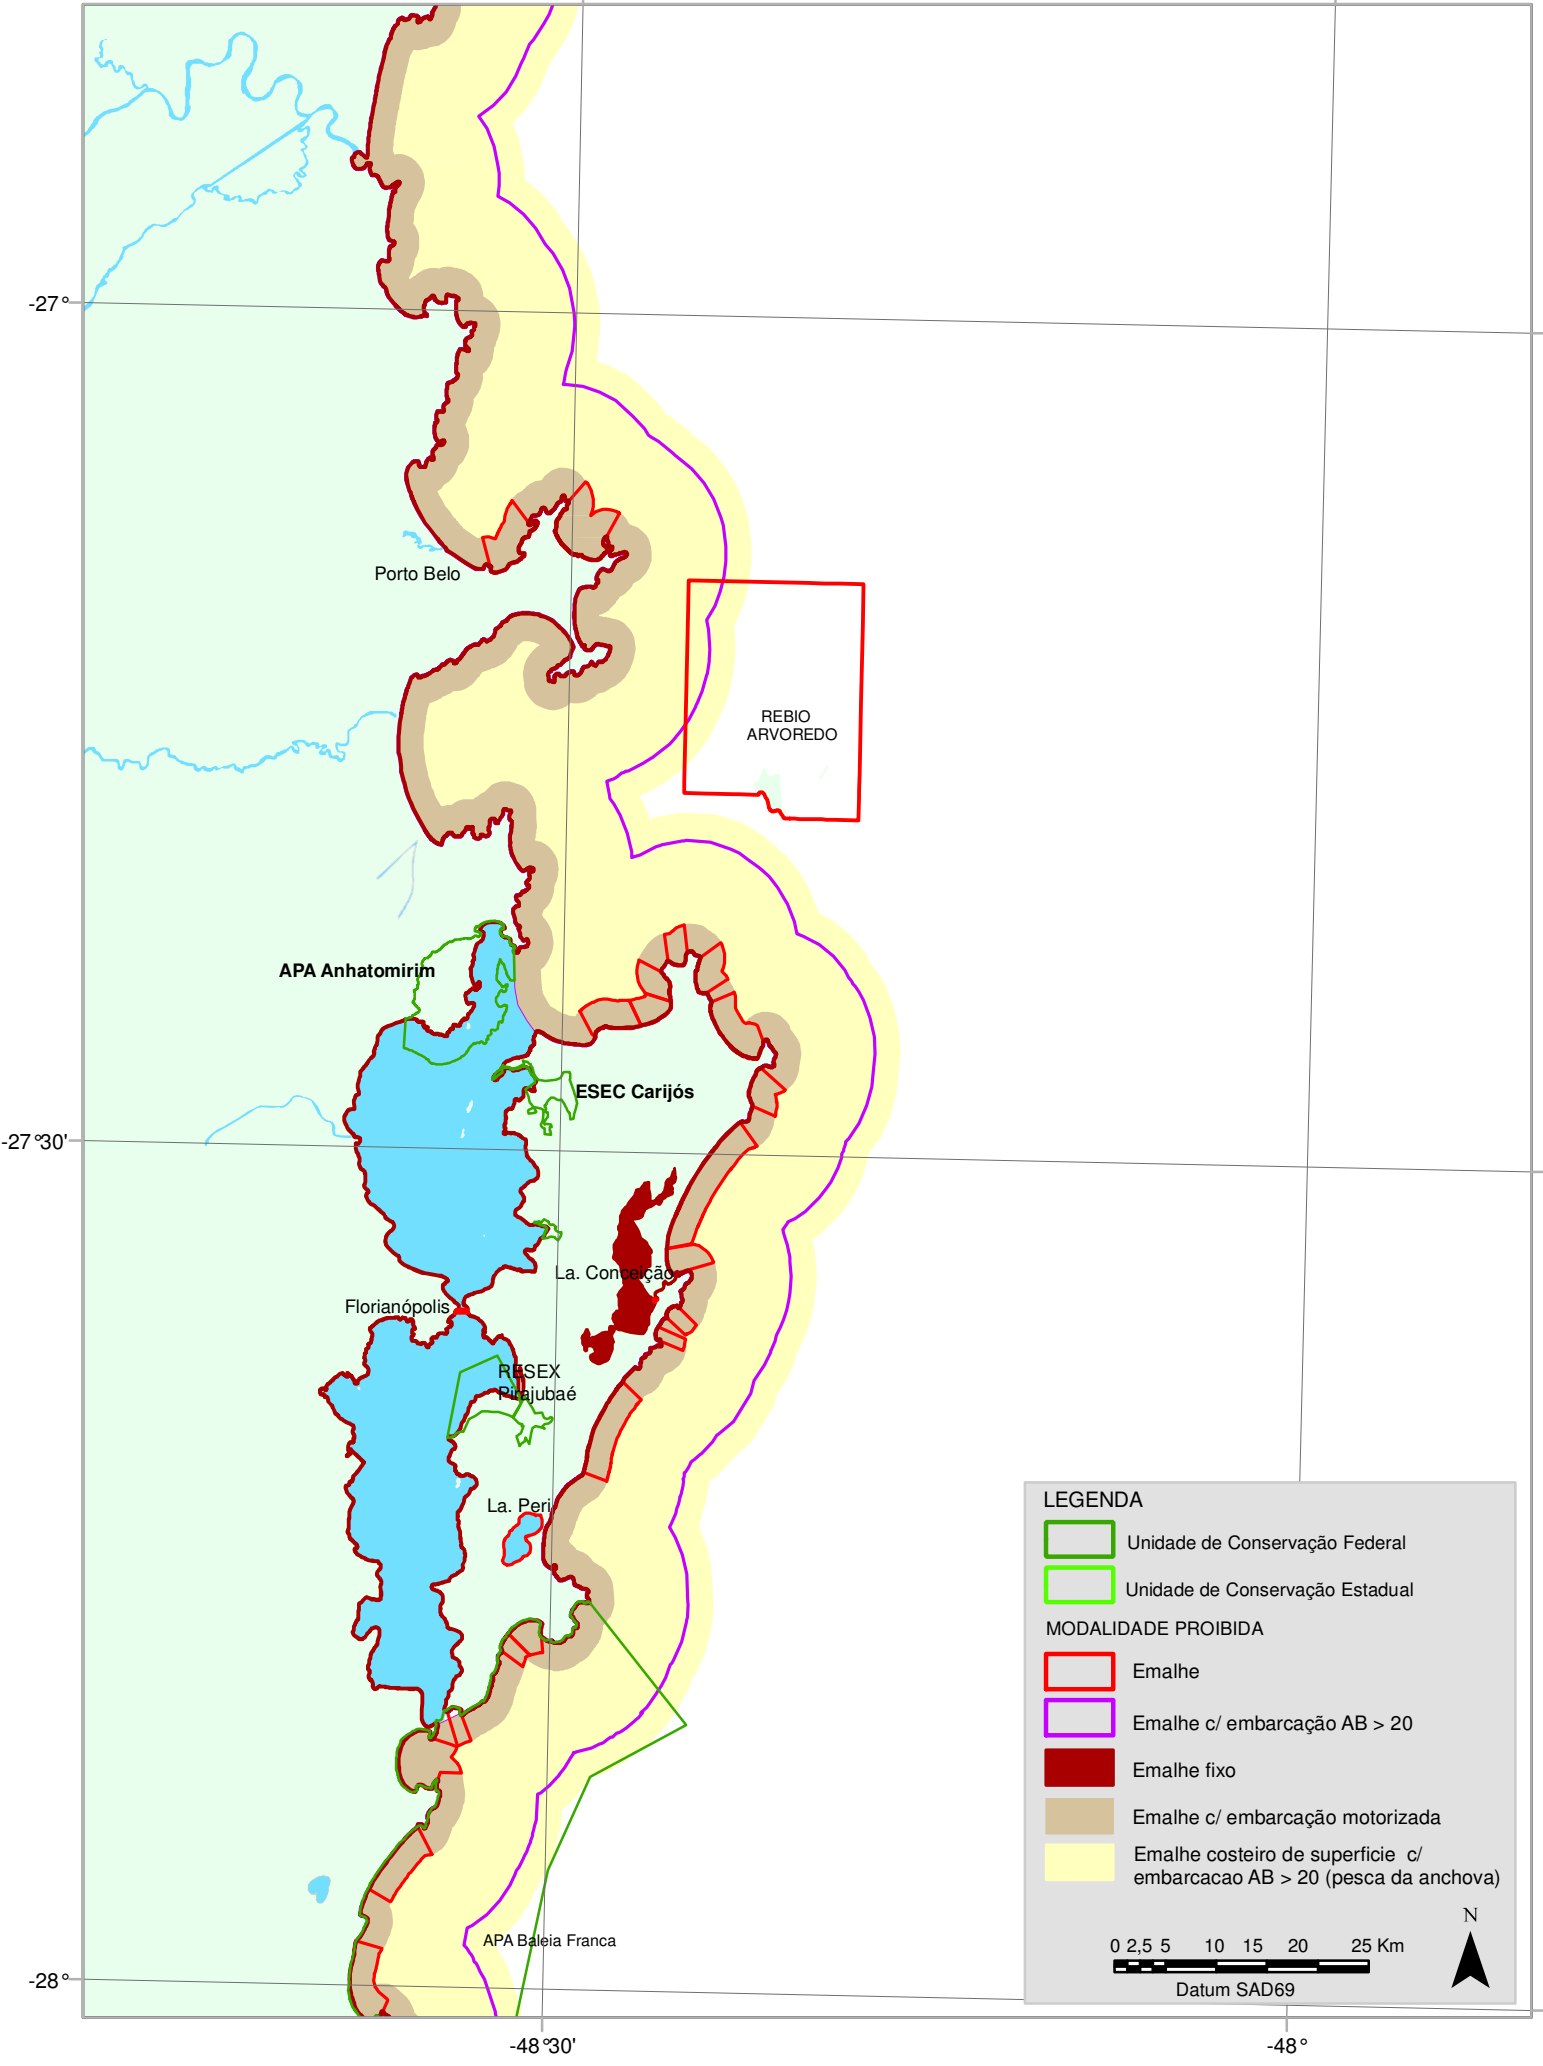 -27°
Porto Belo
REBIO
ARVOREDO
APA Anhatomirim
ESEC Carijós
-27°30'
La. Conceição
Florianópolis
RESEX
Pirajubaé
La. Peri
APA Baleia Franca
-28°
-48°30'
-48°
LEGENDA
Unidade de Conservação Federal
Unidade de Conservação Estadual
MODALIDADE PROIBIDA
Emalhe
Emalhe c/ embarcação AB > 20
Emalhe fixo
Emalhe c/ embarcação motorizada
Emalhe costeiro de superficie c/
embarcacao AB > 20 (pesca da anchova)
N
0 2,5 5 10 15 20 25 Km
Datum SAD69